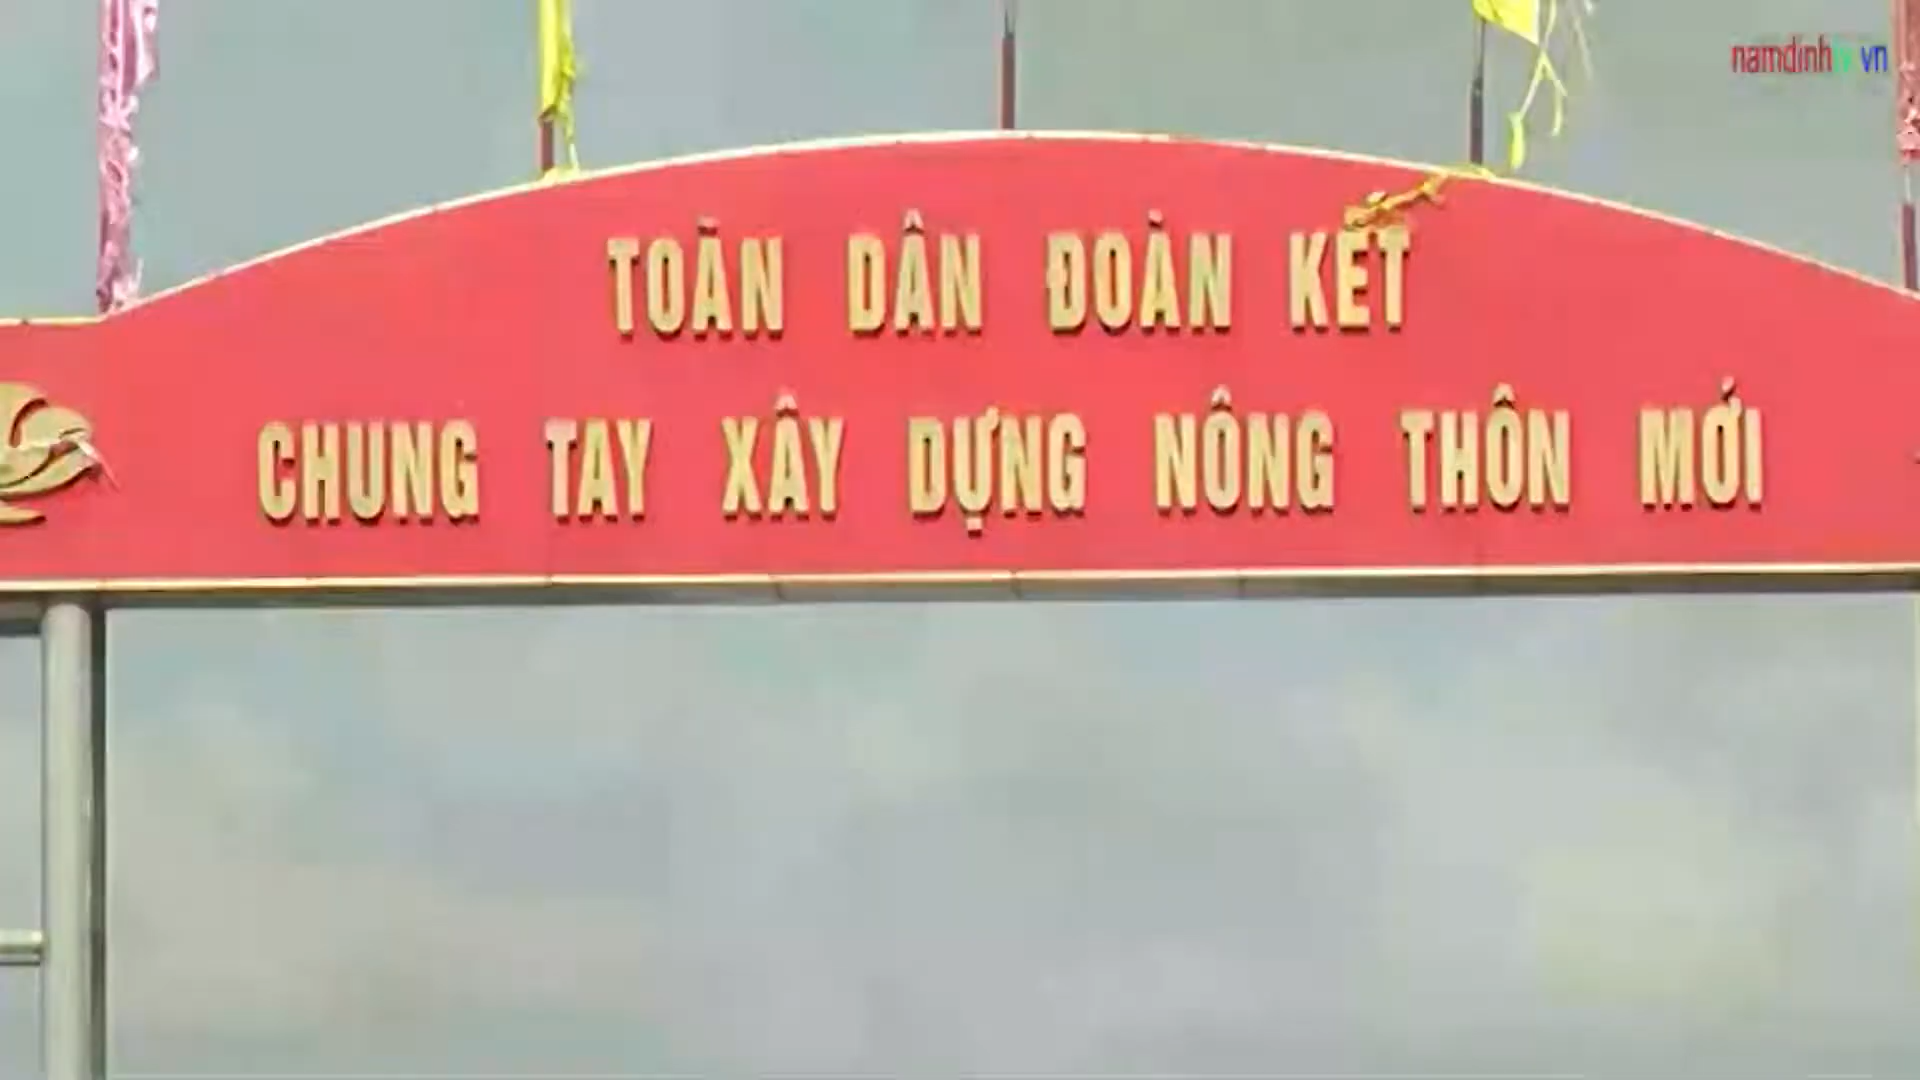 namdinhtv.vn
TOÀN DÂN ĐOÀN KẾT
CHUNG TAY XÂY DỰNG NÔNG THÔN MỚI